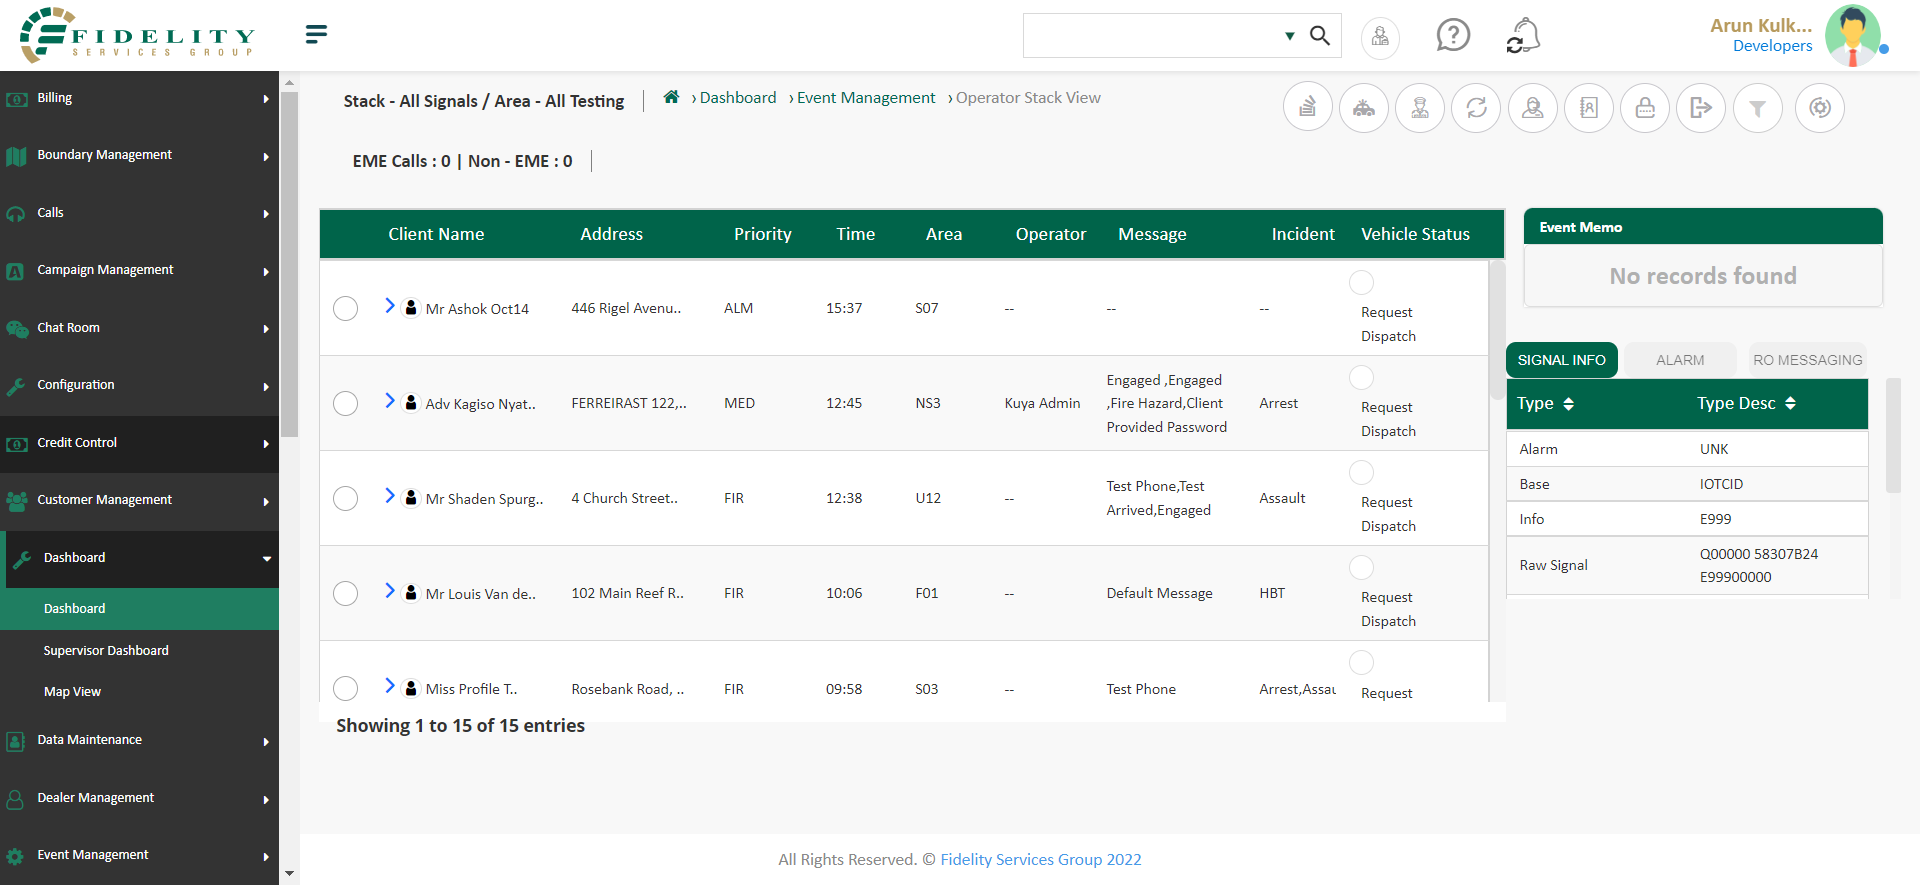 FIDELITY
SERVICES GROUP
Arun Kulk...
Developers
Billing
Boundary Management
Calls
Campaign Management
Chat Room
Configuration
Credit Control
Customer Management
Dashboard
Dashboard
Supervisor Dashboard
Map View
Data Maintenance
Dealer Management
Event Management
Stack - All Signals / Area - All Testing
› Dashboard › Event Management › Operator Stack View
EME Calls : 0 | Non - EME : 0
Client Name Address Priority Time Area Operator Message Incident Vehicle Status
Mr Ashok Oct14 446 Rigel Avenu.. ALM 15:37 S07 -- -- --
Request
Dispatch
Adv Kagiso Nyat.. FERREIRAST 122,.. MED 12:45 NS3 Kuya Admin
Engaged ,Engaged
,Fire Hazard,Client
Provided Password
Arrest
Request
Dispatch
Mr Shaden Spurg.. 4 Church Street.. FIR 12:38 U12 --
Test Phone,Test
Arrived,Engaged
Assault
Request
Dispatch
Mr Louis Van de.. 102 Main Reef R.. FIR 10:06 F01 -- Default Message HBT
Request
Dispatch
Miss Profile T.. Rosebank Road, .. FIR 09:58 S03 -- Test Phone Arrest,Assau
Request
Showing 1 to 15 of 15 entries
Event Memo
No records found
SIGNAL INFO ALARM RO MESSAGING
Type Type Desc
Alarm UNK
Base IOTCID
Info E999
Raw Signal Q00000 58307B24
E99900000
All Rights Reserved. © Fidelity Services Group 2022